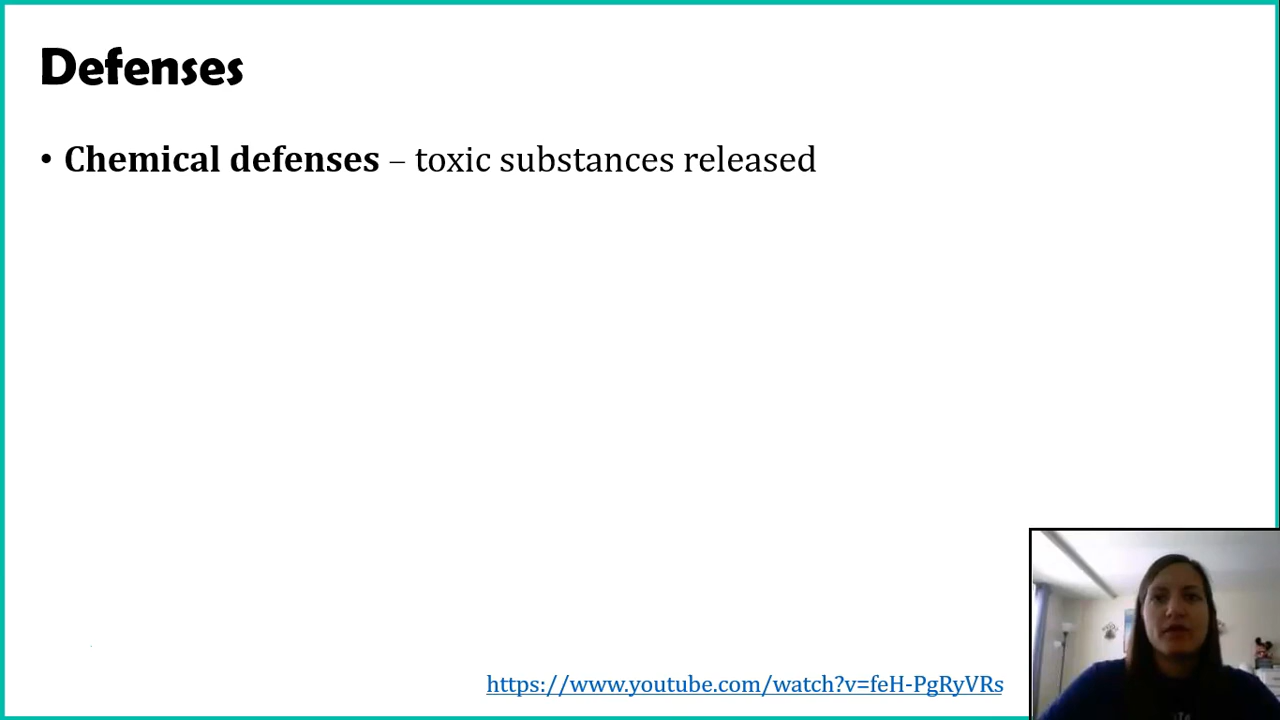 Defenses
• Chemical defenses – toxic substances released
https://www.youtube.com/watch?v=feH-PgRyVRs